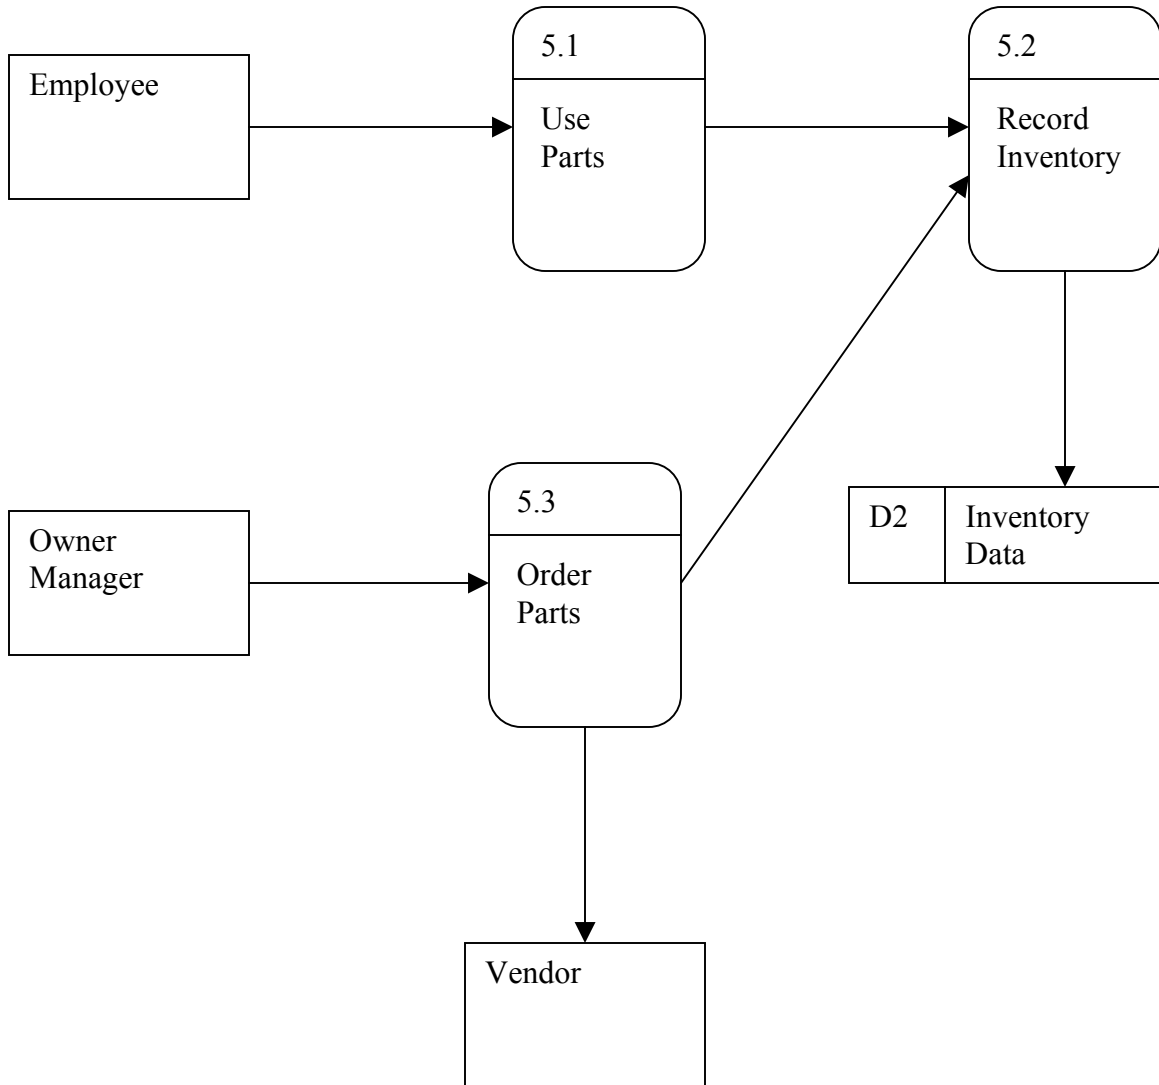 Employee
5.1
Use
Parts
5.2
Record
Inventory
Owner
Manager
5.3
Order
Parts
D2
Inventory
Data
Vendor